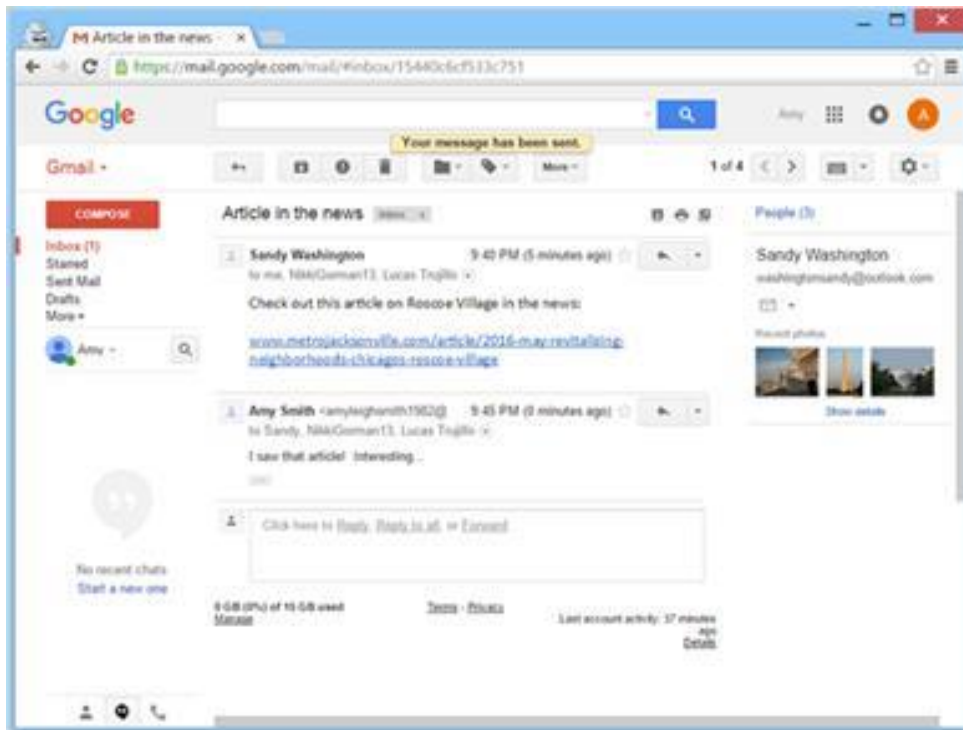 M Article in the news
https://mail.google.com/mail/#inbox/15440c6cf533c751
Google
Amy
A
Your message has been sent.
Gmail
More
1 of 4
COMPOSE
Article in the news
Inbox x
People (3)
Inbox (1)
Starred
Sent Mail
Drafts
More
Sandy Washington 9:40 PM (5 minutes ago)
to me, NikkiGorman13, Lucas Trujillo
Sandy Washington
washingtonsandy@outlook.com
Check out this article on Roscoe Village in the news:
Recent photos
Amy
www.metrojacksonville.com/article/2016-may-revitalizing-
neighborhoods-chicagos-roscoe-village
Show details
Amy Smith <amyleighsmith1982@ 9:45 PM (0 minutes ago)
to Sandy, NikkiGorman13, Lucas Trujillo
I saw that article! Interesting...
Click here to Reply, Reply to all, or Forward
No recent chats
Start a new one
0 GB (0%) of 15 GB used
Manage
Terms - Privacy
Last account activity: 37 minutes
ago
Details